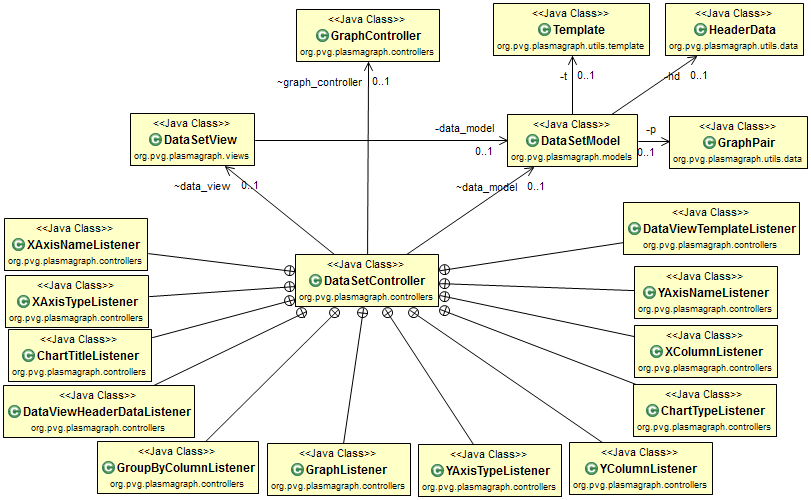 <<Java Class>>
GraphController
org.pvg.plasmagraph.controllers
<<Java Class>>
Template
org.pvg.plasmagraph.utils.template
<<Java Class>>
HeaderData
org.pvg.plasmagraph.utils.data
~graph_controller
0..1
-t
0..1
-hd
0..1
<<Java Class>>
DataSetView
org.pvg.plasmagraph.views
-data_model
0..1
<<Java Class>>
DataSetModel
org.pvg.plasmagraph.models
-p
0..1
<<Java Class>>
GraphPair
org.pvg.plasmagraph.utils.data
~data_view
0..1
~data_model
0..1
<<Java Class>>
XAxisNameListener
org.pvg.plasmagraph.controllers
<<Java Class>>
DataViewTemplateListener
org.pvg.plasmagraph.controllers
<<Java Class>>
DataSetController
org.pvg.plasmagraph.controllers
<<Java Class>>
XAxisTypeListener
org.pvg.plasmagraph.controllers
<<Java Class>>
YAxisNameListener
org.pvg.plasmagraph.controllers
<<Java Class>>
ChartTitleListener
org.pvg.plasmagraph.controllers
<<Java Class>>
XColumnListener
org.pvg.plasmagraph.controllers
<<Java Class>>
DataViewHeaderDataListener
org.pvg.plasmagraph.controllers
<<Java Class>>
ChartTypeListener
org.pvg.plasmagraph.controllers
<<Java Class>>
GroupByColumnListener
org.pvg.plasmagraph.controllers
<<Java Class>>
GraphListener
org.pvg.plasmagraph.controllers
<<Java Class>>
YAxisTypeListener
org.pvg.plasmagraph.controllers
<<Java Class>>
YColumnListener
org.pvg.plasmagraph.controllers